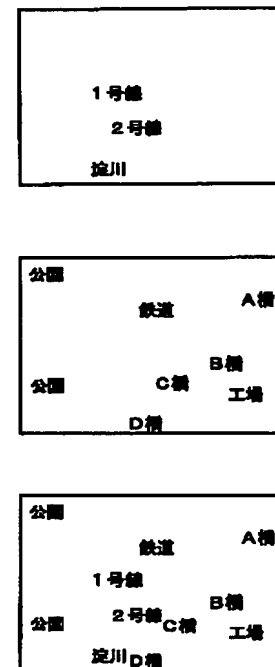 1号線
2号線
淀川
公園
鉄道 A橋
B橋
公園 C橋 工場
D橋
公園
鉄道 A橋
1号線
2号線 C橋 B橋
公園 工場
淀川 D橋